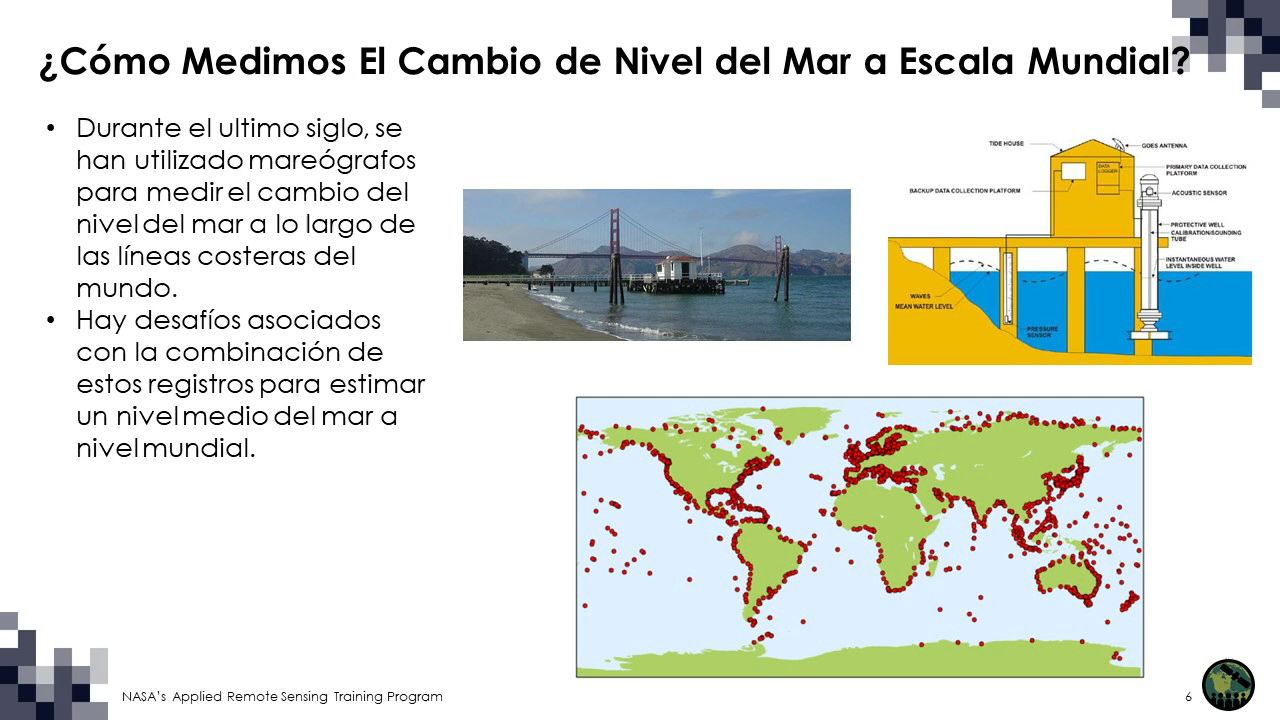 ¿Cómo Medimos El Cambio de Nivel del Mar a Escala Mundial?
• Durante el ultimo siglo, se
han utilizado mareógrafos
para medir el cambio del
nivel del mar a lo largo de
las líneas costeras del
mundo.
• Hay desafíos asociados
con la combinación de
estos registros para estimar
un nivel medio del mar a
nivel mundial.
TIDE HOUSE
GOES ANTENNA
DATA
LOGGER
PRIMARY DATA COLLECTION
PLATFORM
BACKUP DATA COLLECTION PLATFORM
ACOUSTIC SENSOR
PROTECTIVE WELL
CALIBRATION/SOUNDING
TUBE
INSTANTANEOUS WATER
LEVEL INSIDE WELL
WAVES
MEAN WATER LEVEL
PRESSURE
SENSOR
NASA's Applied Remote Sensing Training Program
6